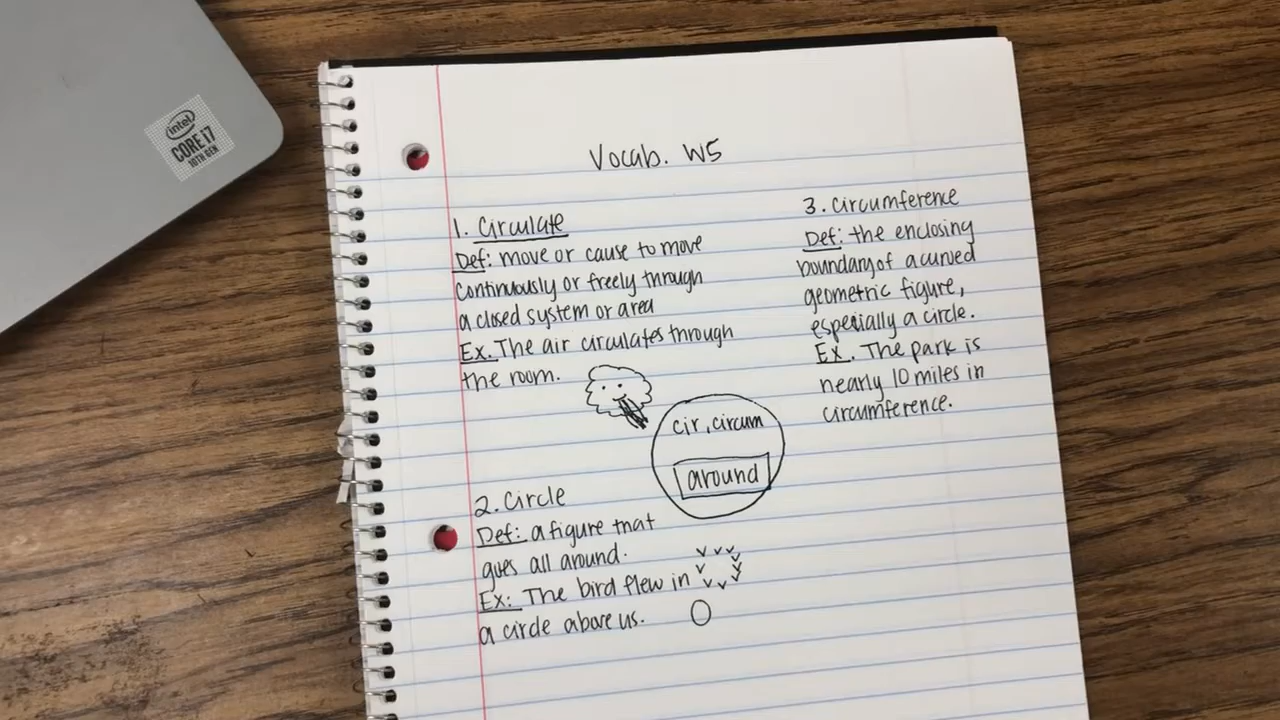 intel
CORE i7
10TH GEN
Vocab. W5
1. Circulate
Def: move or cause to move
continuously or freely through
a closed system or area
Ex. The air circulates through
the room.
cir, circum
around
2. Circle
Def: a figure that
goes all around.
Ex: The bird flew in
a circle above us.
3. Circumference
Def: the enclosing
boundary of a curved
geometric figure,
especially a circle.
Ex. The park is
nearly 10 miles in
circumference.